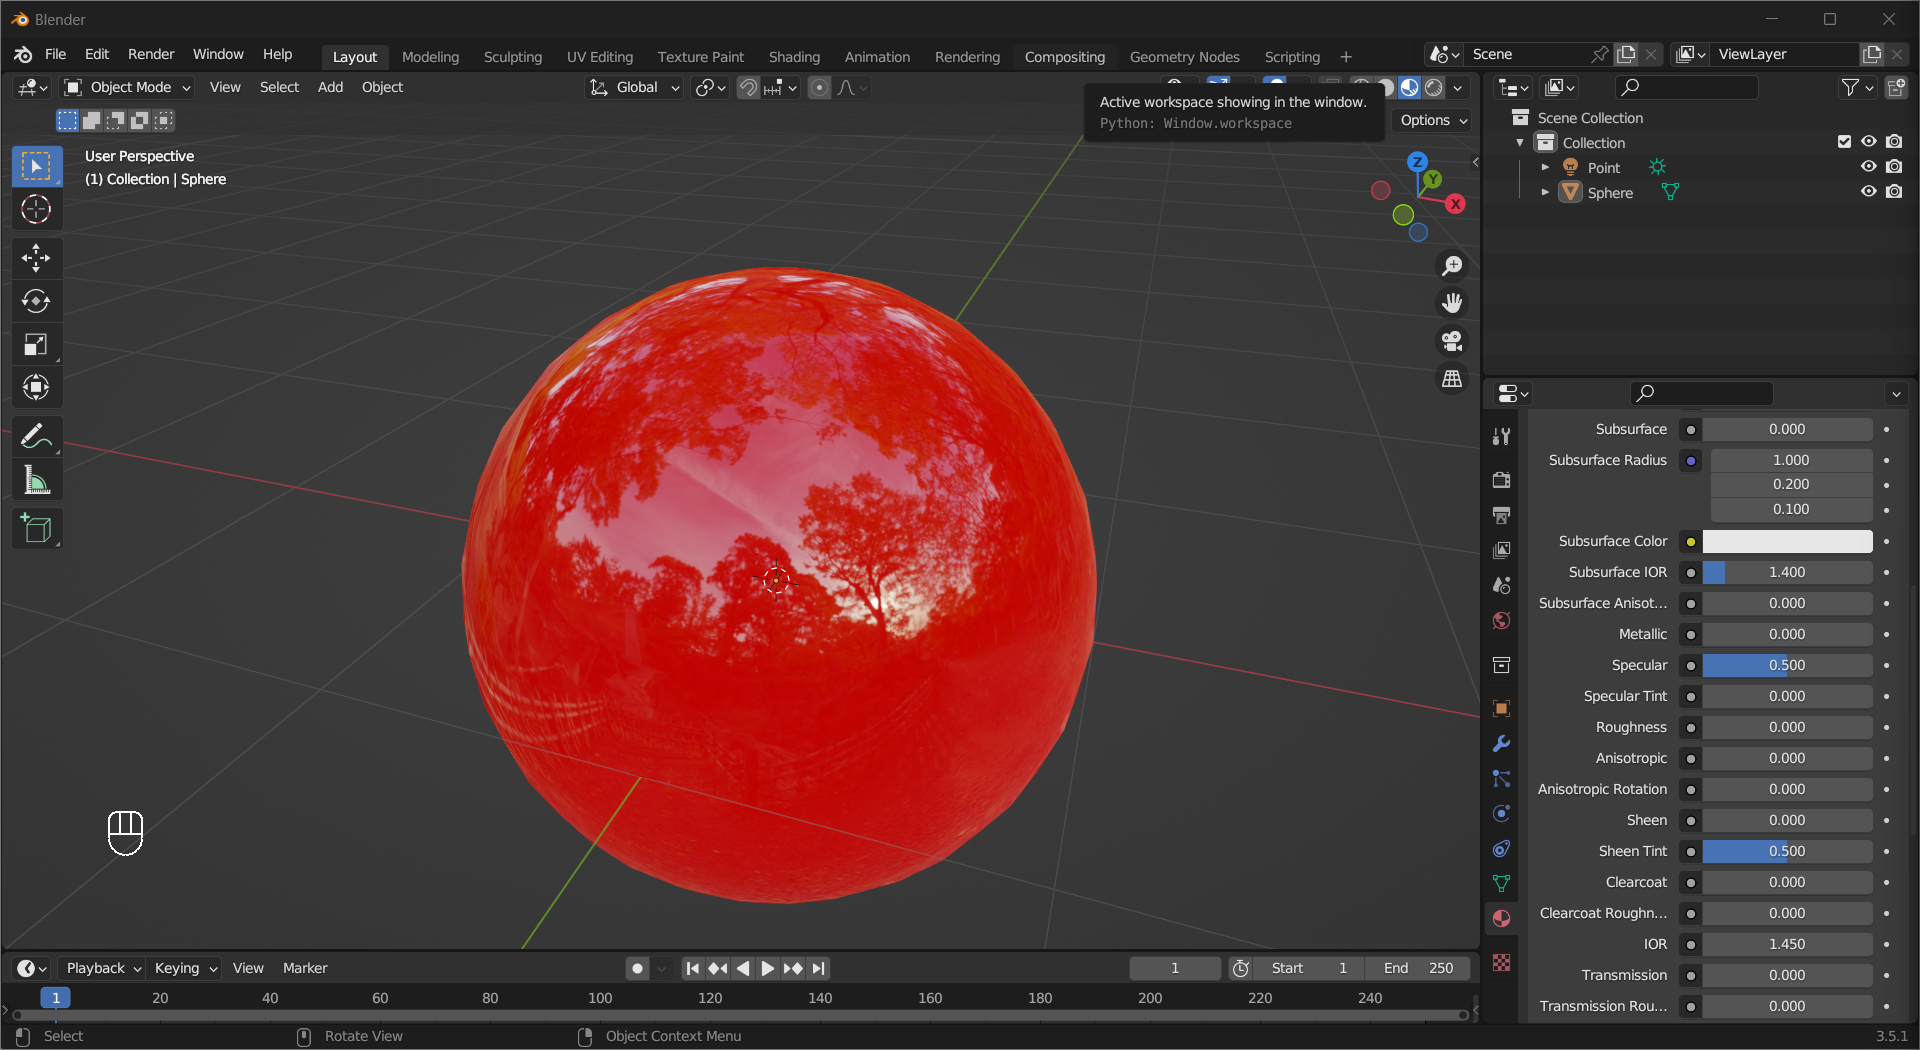 Blender
File Edit Render Window Help Layout Modeling Sculpting UV Editing Texture Paint Shading Animation Rendering Compositing Geometry Nodes Scripting + Scene ViewLayer
Object Mode View Select Add Object Global
Active workspace showing in the window.
Python: Window.workspace
Options
User Perspective
(1) Collection | Sphere
Z
Y
X
Scene Collection
Collection
Point
Sphere
Subsurface 0.000
Subsurface Radius 1.000
0.200
0.100
Subsurface Color
Subsurface IOR 1.400
Subsurface Anisot... 0.000
Metallic 0.000
Specular 0.500
Specular Tint 0.000
Roughness 0.000
Anisotropic 0.000
Anisotropic Rotation 0.000
Sheen 0.000
Sheen Tint 0.500
Clearcoat 0.000
Clearcoat Roughn... 0.000
IOR 1.450
Transmission 0.000
Transmission Rou... 0.000
Playback Keying View Marker 1 Start 1 End 250
1 20 40 60 80 100 120 140 160 180 200 220 240
Select Rotate View Object Context Menu 3.5.1